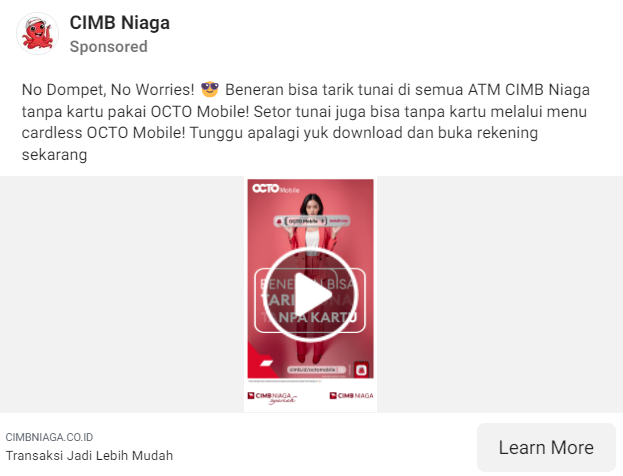 CIMB Niaga
Sponsored
No Dompet, No Worries! 😎 Beneran bisa tarik tunai di semua ATM CIMB Niaga
tanpa kartu pakai OCTO Mobile! Setor tunai juga bisa tanpa kartu melalui menu
cardless OCTO Mobile! Tunggu apalagi yuk download dan buka rekening
sekarang
OCTO Mobile
OCTO Mobile
BENERAN BISA
TARIK TUNAI
TANPA KARTU
cimb.id/octomobile
CIMB NIAGA syariah
CIMB NIAGA
CIMBNIAGA.CO.ID
Transaksi Jadi Lebih Mudah
Learn More